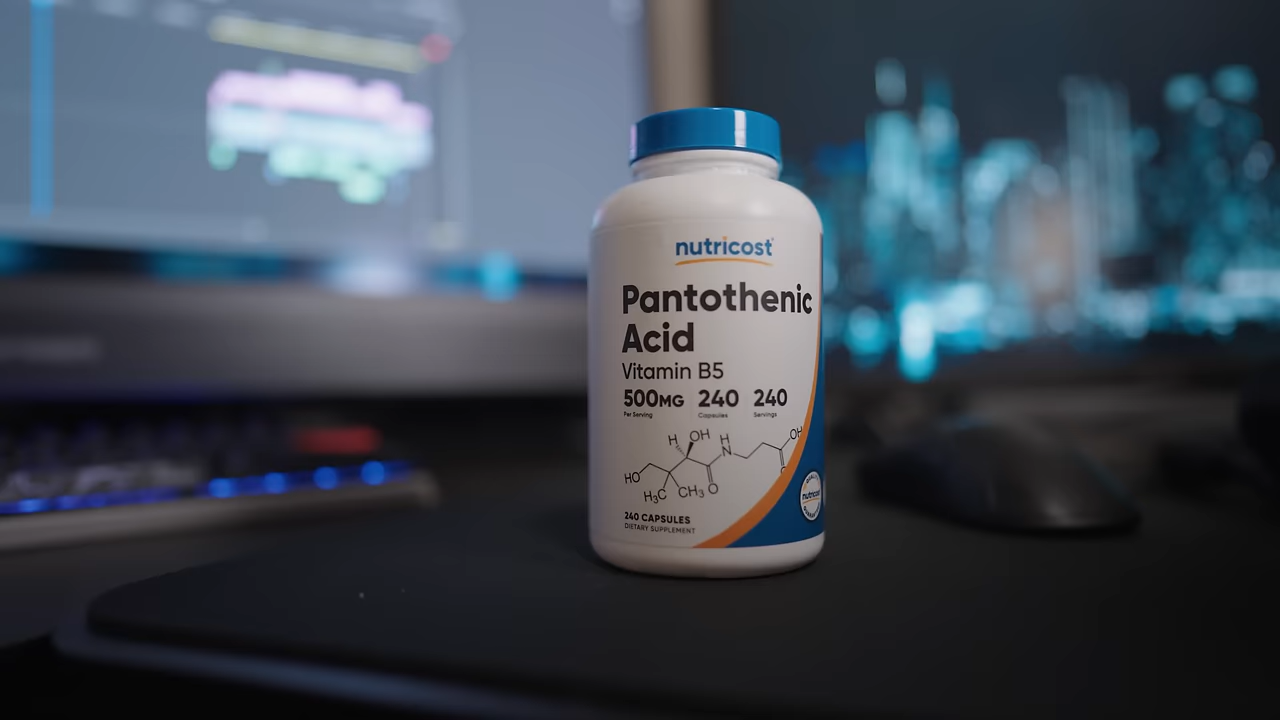 nutricost
Pantothenic
Acid
Vitamin B5
500MG 240 240
Per Serving Capsules Servings
H OH H OH
HO N
H₃C CH₃ O
240 CAPSULES
DIETARY SUPPLEMENT
nutricost